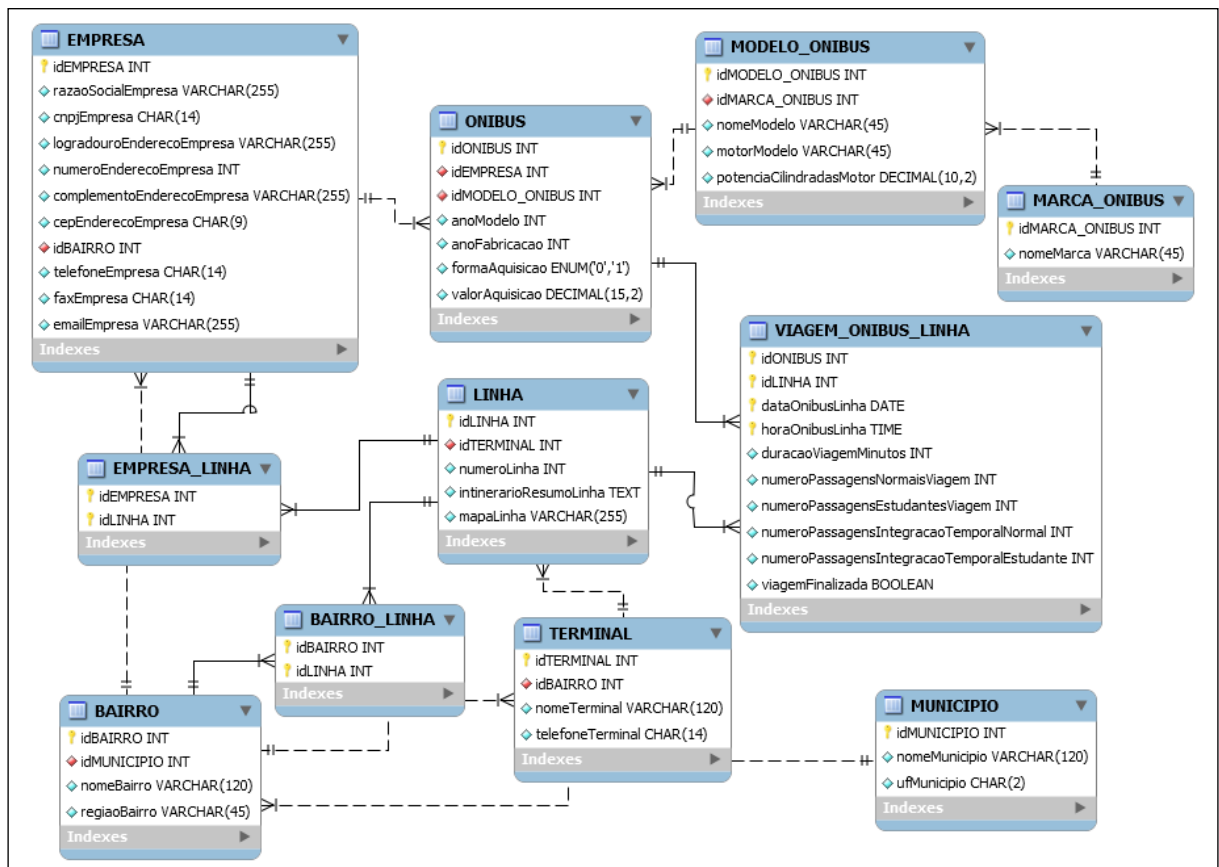 EMPRESA
idEMPRESA INT
razaoSocialEmpresa VARCHAR(255)
cnpjEmpresa CHAR(14)
logradouroEnderecoEmpresa VARCHAR(255)
numeroEnderecoEmpresa INT
complementoEnderecoEmpresa VARCHAR(255)
cepEnderecoEmpresa CHAR(9)
idBAIRRO INT
telefoneEmpresa CHAR(14)
faxEmpresa CHAR(14)
emailEmpresa VARCHAR(255)
Indexes
ONIBUS
idONIBUS INT
idEMPRESA INT
idMODELO_ONIBUS INT
anoModelo INT
anoFabricacao INT
formaAquisicao ENUM('0','1')
valorAquisicao DECIMAL(15,2)
Indexes
MODELO_ONIBUS
idMODELO_ONIBUS INT
idMARCA_ONIBUS INT
nomeModelo VARCHAR(45)
motorModelo VARCHAR(45)
potenciaCilindradasMotor DECIMAL(10,2)
Indexes
MARCA_ONIBUS
idMARCA_ONIBUS INT
nomeMarca VARCHAR(45)
Indexes
VIAGEM_ONIBUS_LINHA
idONIBUS INT
idLINHA INT
dataOnibusLinha DATE
horaOnibusLinha TIME
duracaoViagemMinutos INT
numeroPassagensNormaisViagem INT
numeroPassagensEstudantesViagem INT
numeroPassagensIntegracaoTemporalNormal INT
numeroPassagensIntegracaoTemporalEstudante INT
viagemFinalizada BOOLEAN
Indexes
LINHA
idLINHA INT
idTERMINAL INT
numeroLinha INT
intinerarioResumoLinha TEXT
mapaLinha VARCHAR(255)
Indexes
EMPRESA_LINHA
idEMPRESA INT
idLINHA INT
Indexes
BAIRRO_LINHA
idBAIRRO INT
idLINHA INT
Indexes
TERMINAL
idTERMINAL INT
idBAIRRO INT
nomeTerminal VARCHAR(120)
telefoneTerminal CHAR(14)
Indexes
BAIRRO
idBAIRRO INT
idMUNICIPIO INT
nomeBairro VARCHAR(120)
regiaoBairro VARCHAR(45)
Indexes
MUNICIPIO
idMUNICIPIO INT
nomeMunicipio VARCHAR(120)
ufMunicipio CHAR(2)
Indexes